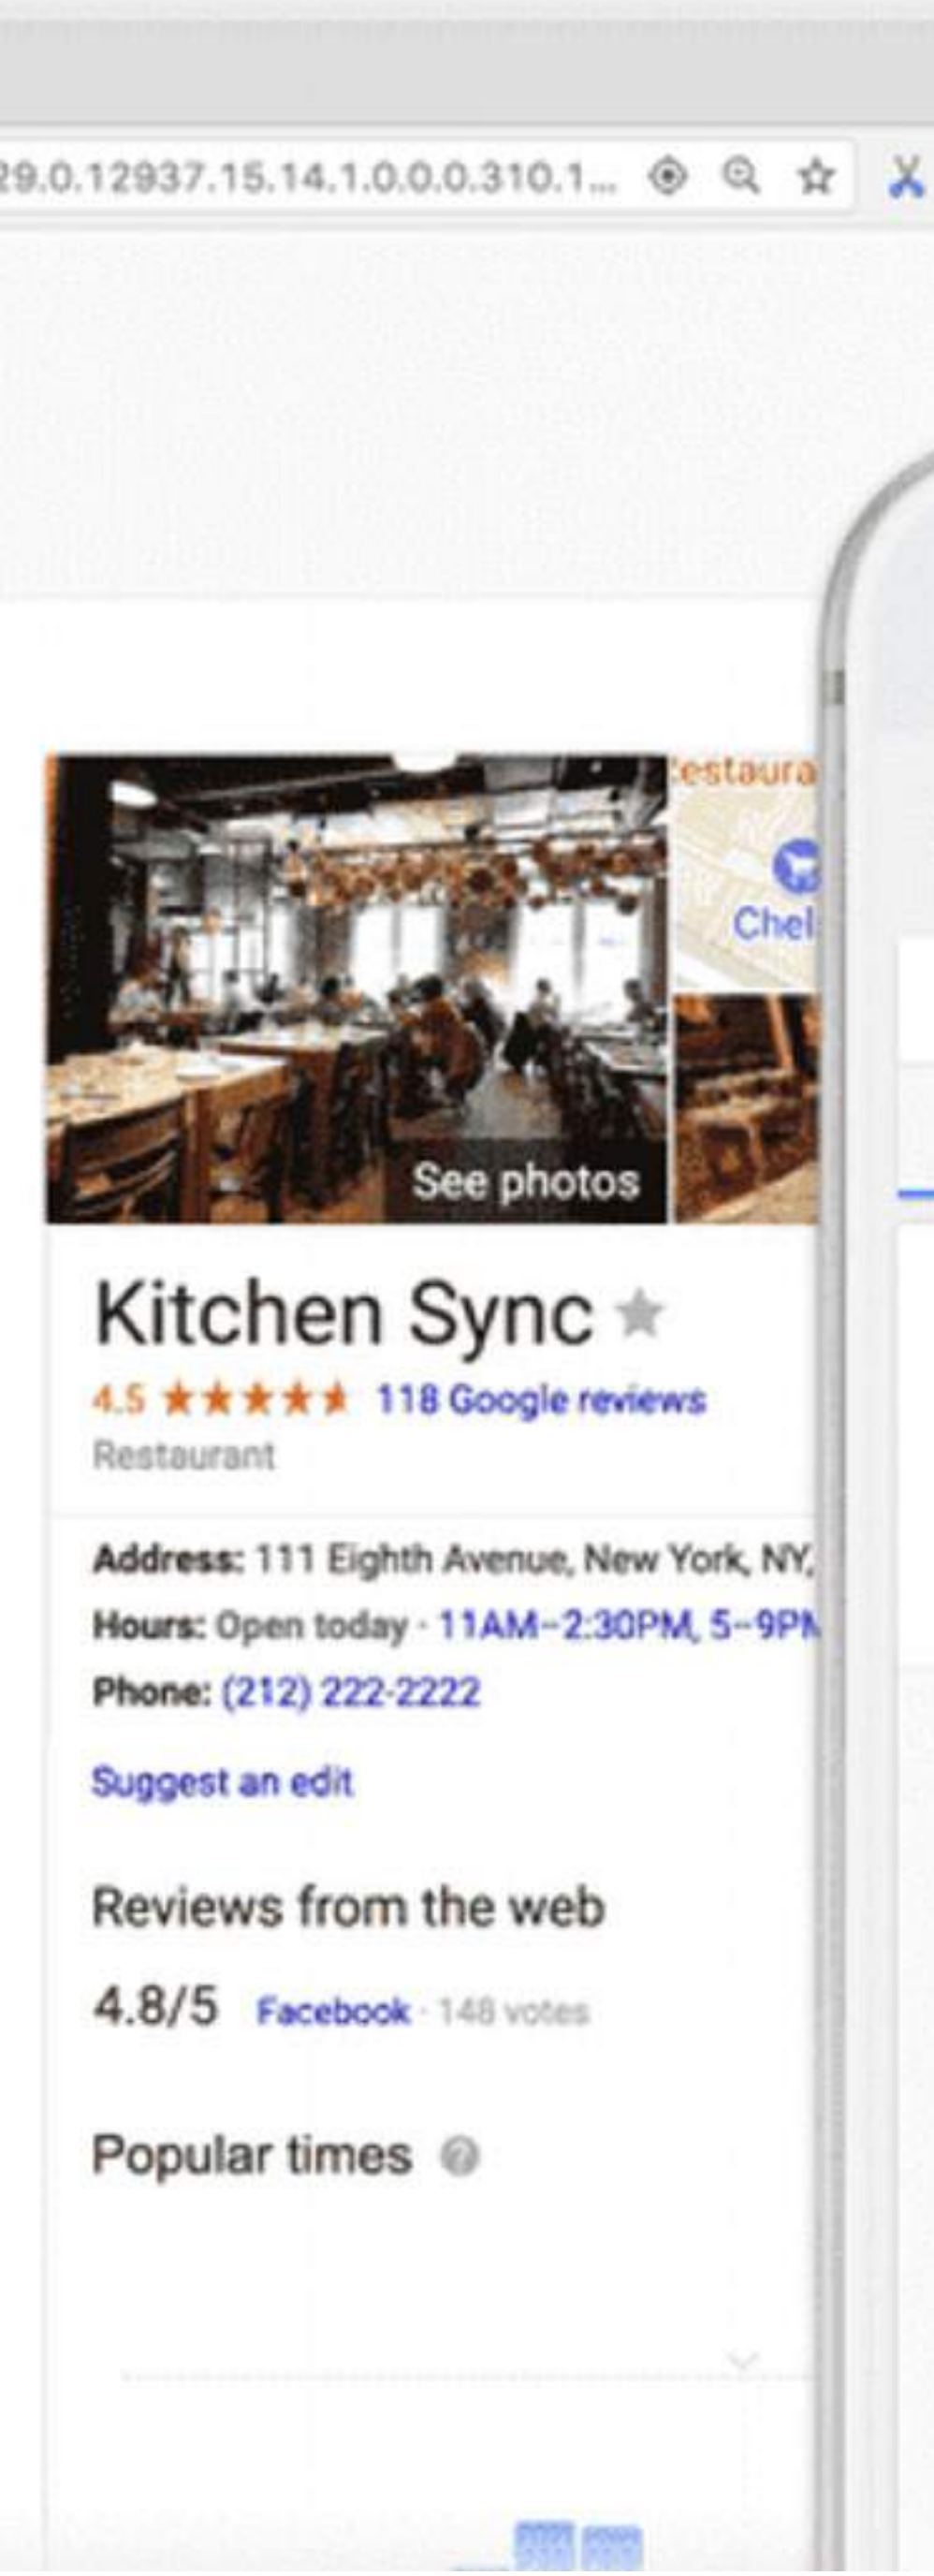 29.0.12937.15.14.1.0.0.0.310.1...
estaura
Chel
See photos
Kitchen Sync
4.5 118 Google reviews
Restaurant
Address: 111 Eighth Avenue, New York, NY,
Hours: Open today · 11AM–2:30PM, 5–9PM
Phone: (212) 222-2222
Suggest an edit
Reviews from the web
4.8/5 Facebook · 148 votes
Popular times ?